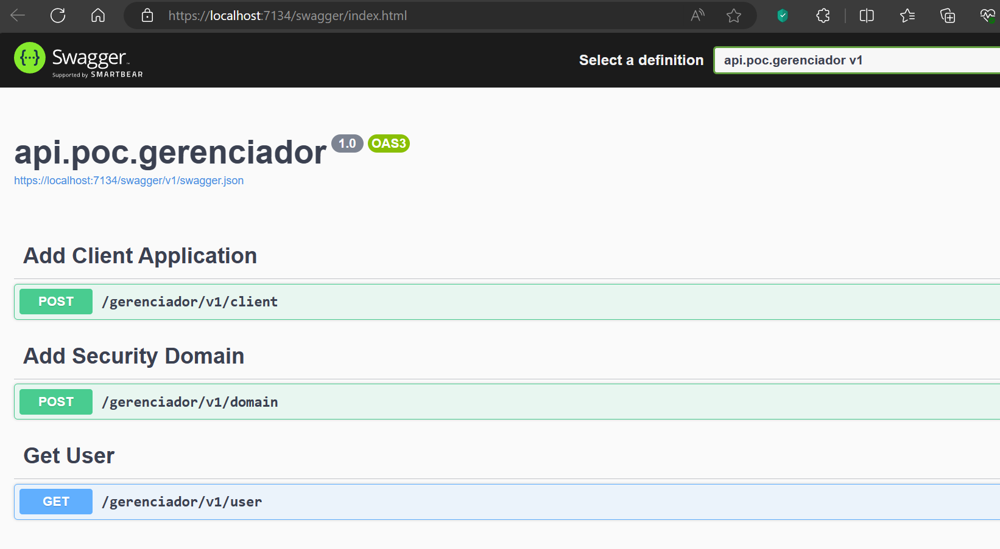 https://localhost:7134/swagger/index.html
Swagger™
Supported by SMARTBEAR
Select a definition
api.poc.gerenciador v1
api.poc.gerenciador 1.0 OAS3
https://localhost:7134/swagger/v1/swagger.json
Add Client Application
POST /gerenciador/v1/client
Add Security Domain
POST /gerenciador/v1/domain
Get User
GET /gerenciador/v1/user